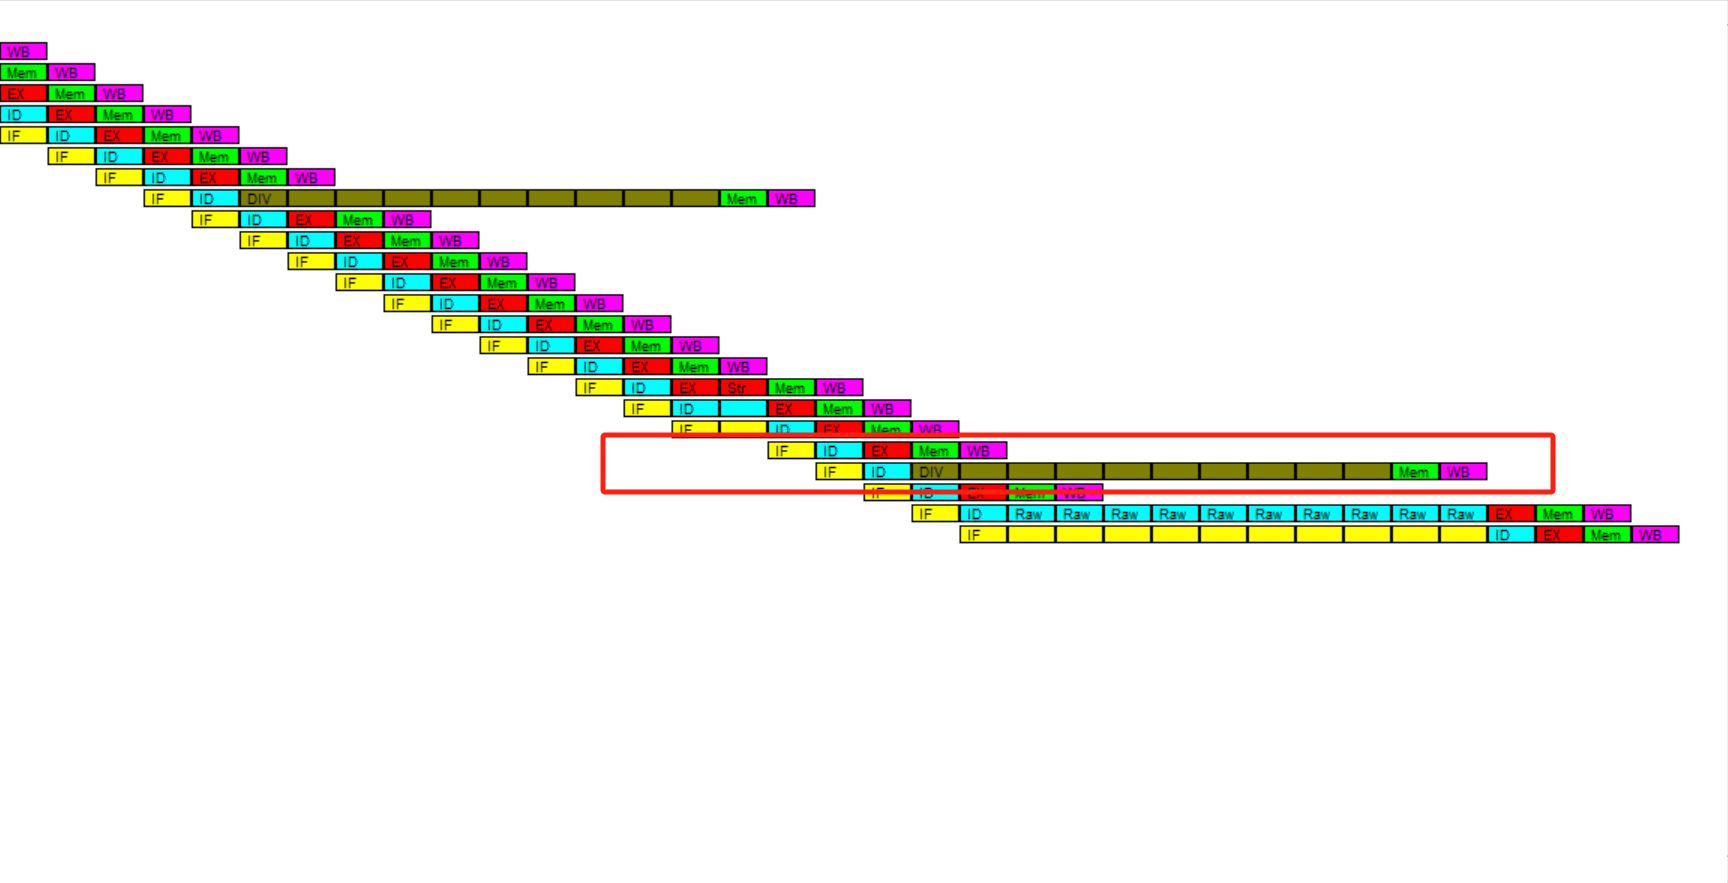 WB
Mem WB
EX Mem WB
ID EX Mem WB
IF ID EX Mem WB
IF ID EX Mem WB
IF ID EX Mem WB
IF ID DIV Mem WB
IF ID EX Mem WB
IF ID EX Mem WB
IF ID EX Mem WB
IF ID EX Mem WB
IF ID EX Mem WB
IF ID EX Mem WB
IF ID EX Mem WB
IF ID EX Mem WB
IF ID EX Str Mem WB
IF ID EX Mem WB
IF ID EX Mem WB
IF ID EX Mem WB
IF ID DIV Mem WB
IF ID EX Mem WB
IF ID Raw Raw Raw Raw Raw Raw Raw Raw Raw Raw EX Mem WB
IF ID EX Mem WB